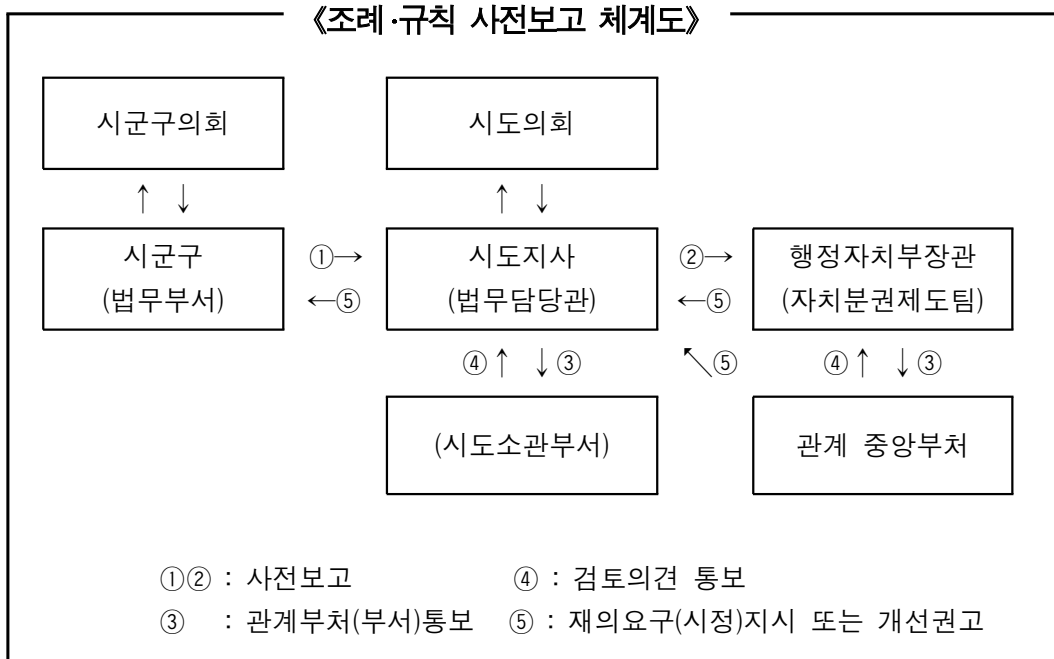 《조례·규칙 사전보고 체계도》
시군구의회 시도의회
↑ ↓ ↑ ↓
시군구 ①→ 시도지사 ②→ 행정자치부장관
(법무부서) ←⑤ (법무담당관) ←⑤ (자치분권제도팀)
④↑ ↓③ ↖⑤ ④↑ ↓③
(시도소관부서) 관계 중앙부처
①② : 사전보고 ④ : 검토의견 통보
③ : 관계부처(부서)통보 ⑤ : 재의요구(시정)지시 또는 개선권고